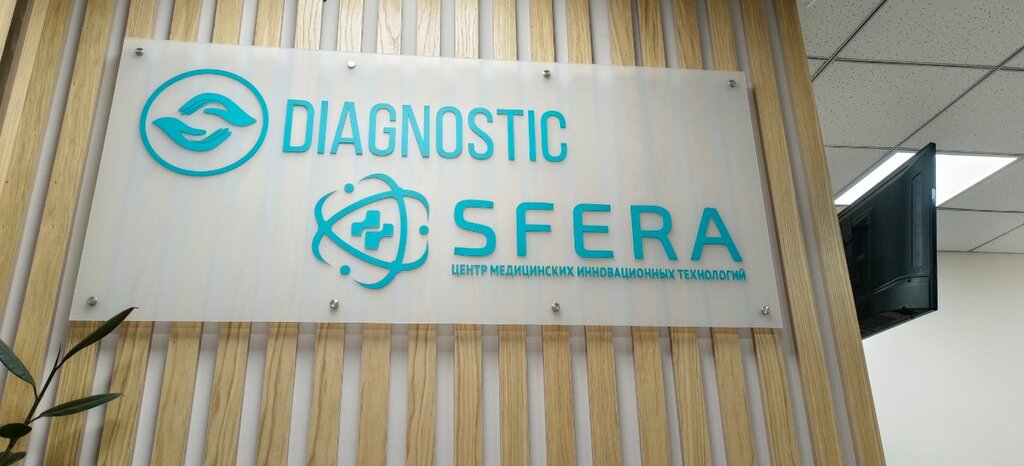 DIAGNOSTIC
SFERA
ЦЕНТР МЕДИЦИНСКИХ ИННОВАЦИОННЫХ ТЕХНОЛОГИЙ